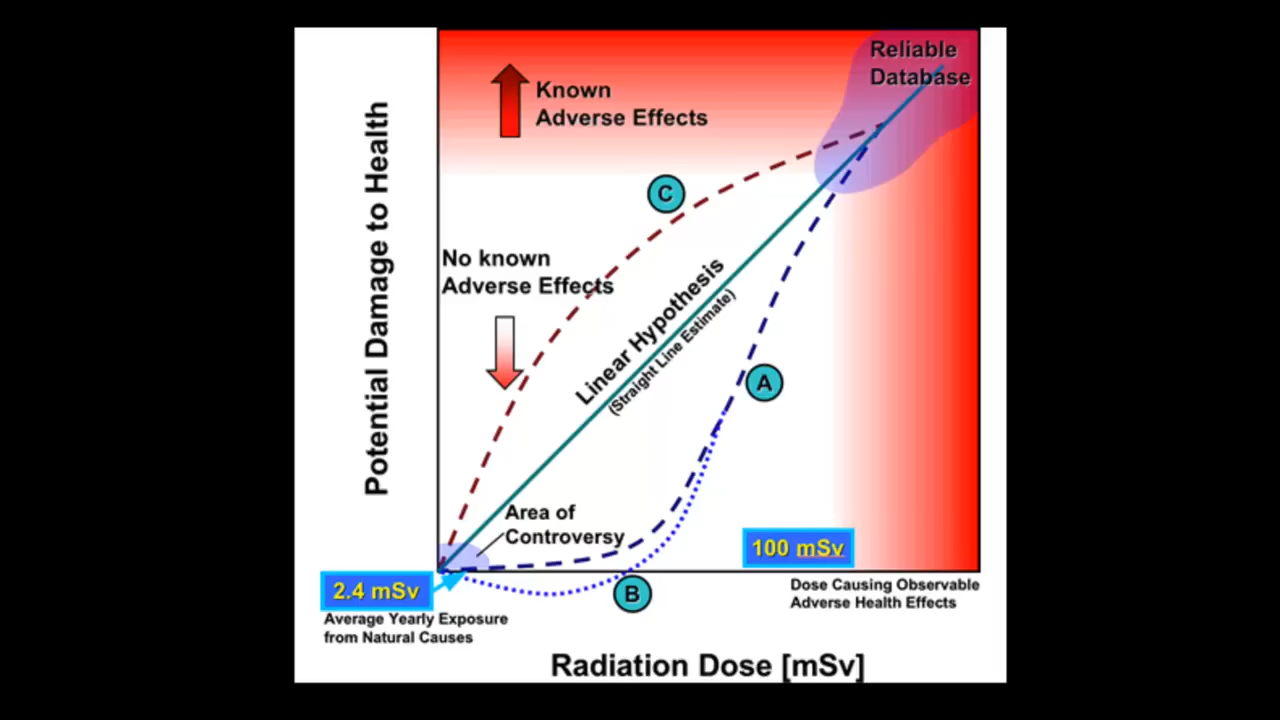 Reliable
Database
Known
Adverse Effects
C
Potential Damage to Health
No known
Adverse Effects
Linear Hypothesis
(Straight Line Estimate)
A
Area of
Controversy
100 mSv
2.4 mSv
B
Dose Causing Observable
Adverse Health Effects
Average Yearly Exposure
from Natural Causes
Radiation Dose [mSv]